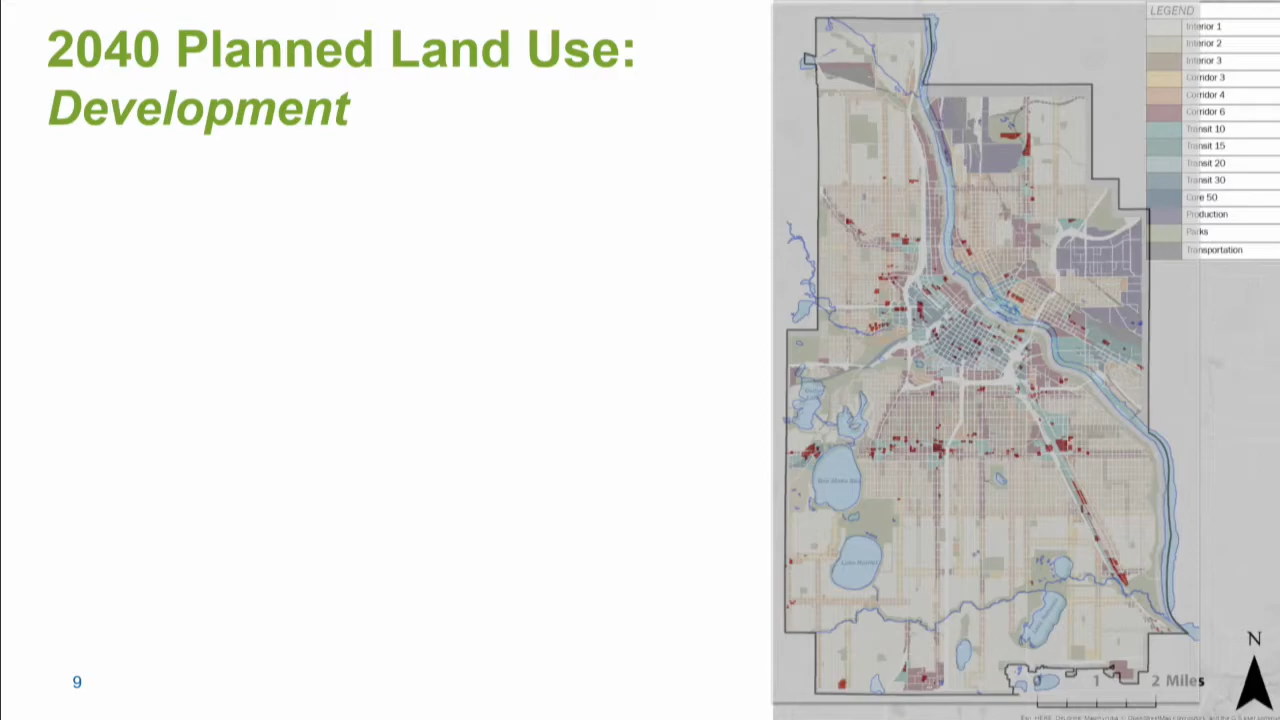 2040 Planned Land Use:
Development
LEGEND
Interior 1
Interior 2
Interior 3
Corridor 3
Corridor 4
Corridor 6
Transit 10
Transit 15
Transit 20
Transit 30
Core 50
Production
Parks
Transportation
N
0 1 2 Miles
9